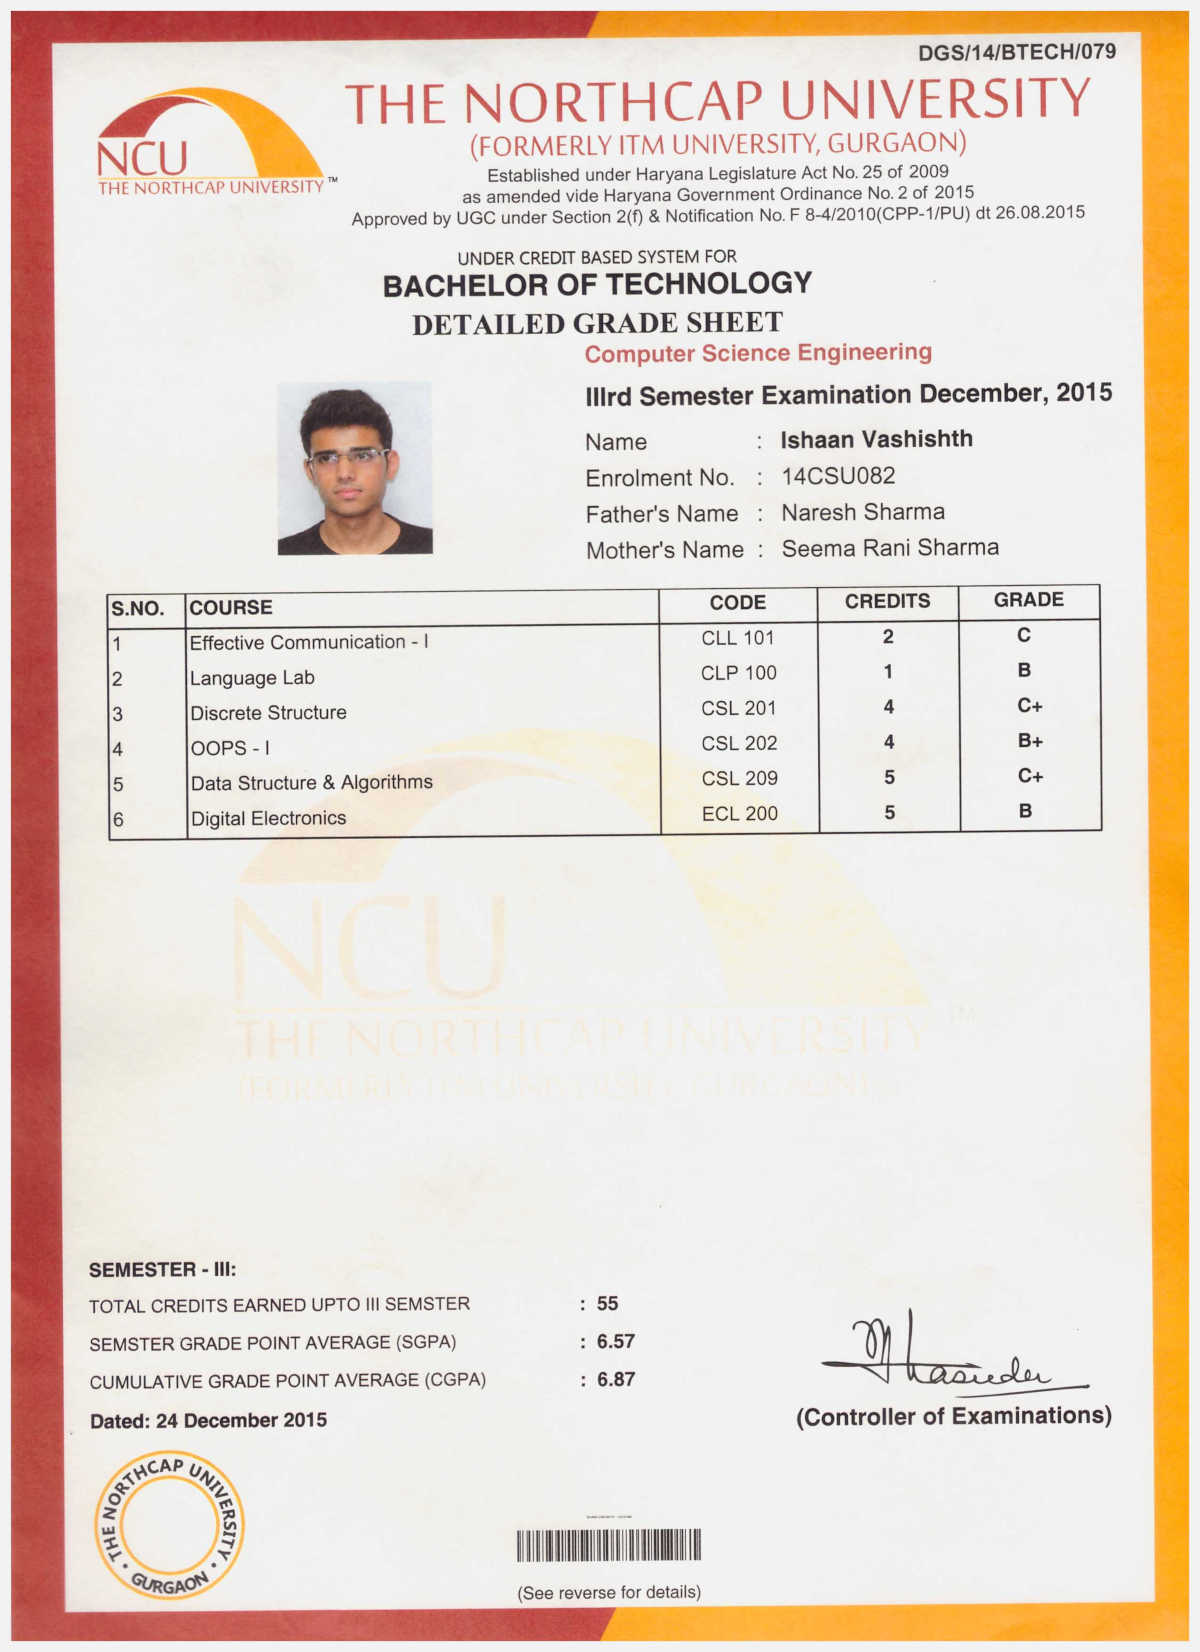 DGS/14/BTECH/079
NCU
THE NORTHCAP UNIVERSITY™
THE NORTHCAP UNIVERSITY
(FORMERLY ITM UNIVERSITY, GURGAON)
Established under Haryana Legislature Act No. 25 of 2009
as amended vide Haryana Government Ordinance No. 2 of 2015
Approved by UGC under Section 2(f) & Notification No. F 8-4/2010(CPP-1/PU) dt 26.08.2015
UNDER CREDIT BASED SYSTEM FOR
BACHELOR OF TECHNOLOGY
DETAILED GRADE SHEET
Computer Science Engineering
IIIrd Semester Examination December, 2015
Name : Ishaan Vashishth
Enrolment No. : 14CSU082
Father's Name : Naresh Sharma
Mother's Name : Seema Rani Sharma
S.NO. COURSE CODE CREDITS GRADE
1 Effective Communication - I CLL 101 2 C
2 Language Lab CLP 100 1 B
3 Discrete Structure CSL 201 4 C+
4 OOPS - I CSL 202 4 B+
5 Data Structure & Algorithms CSL 209 5 C+
6 Digital Electronics ECL 200 5 B
NCU
THE NORTHCAP UNIVERSITY TM
(FORMERLY ITM UNIVERSITY, GURGAON)
SEMESTER - III:
TOTAL CREDITS EARNED UPTO III SEMSTER : 55
SEMSTER GRADE POINT AVERAGE (SGPA) : 6.57
CUMULATIVE GRADE POINT AVERAGE (CGPA) : 6.87
Dated: 24 December 2015
(Controller of Examinations)
THE NORTHCAP UNIVERSITY • GURGAON •
(See reverse for details)